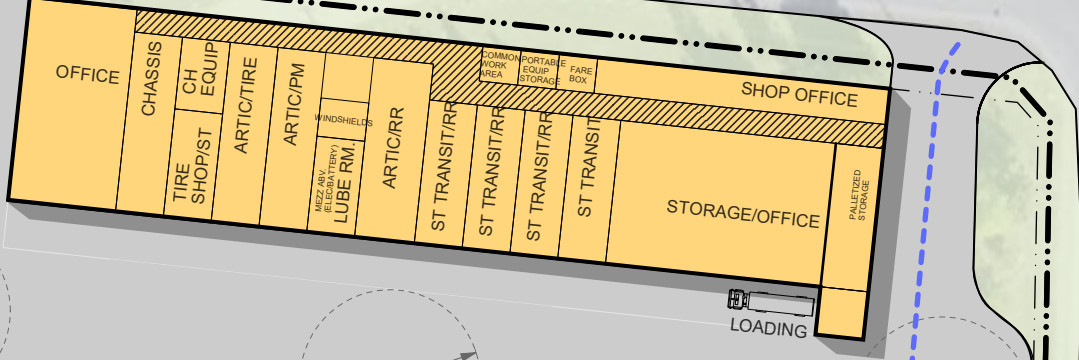 OFFICE
CHASSIS
CH
EQUIP
TIRE
SHOP/ST
ARTIC/TIRE
ARTIC/PM
WINDSHIELDS
MEZZ ABV.
(ELEC/BATTERY)
LUBE RM.
ARTIC/RR
ST TRANSIT/RR
ST TRANSIT/RR
ST TRANSIT/RR
ST TRANSIT
COMMON
WORK
AREA
PORTABLE
EQUIP
STORAGE
FARE
BOX
SHOP OFFICE
STORAGE/OFFICE
PALLETIZED
STORAGE
LOADING